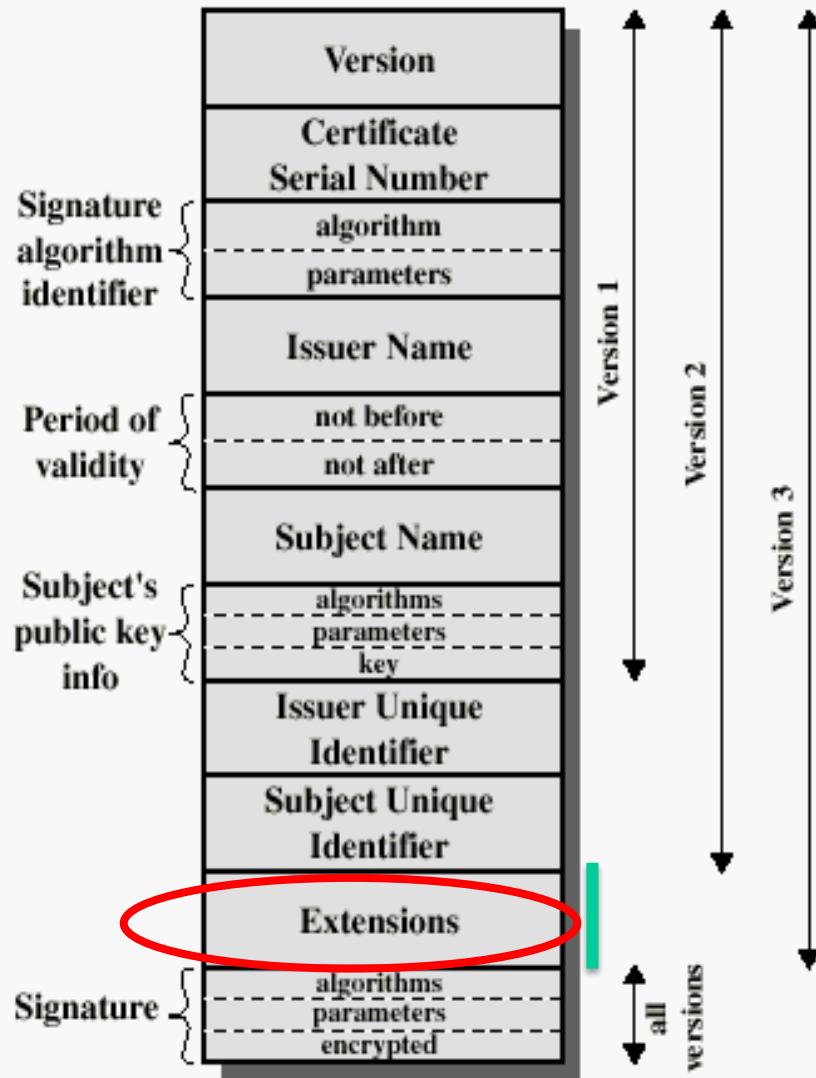 Version
Certificate
Serial Number
Signature
algorithm
identifier
algorithm
parameters
Issuer Name
Period of
validity
not before
not after
Subject Name
Subject's
public key
info
algorithms
parameters
key
Issuer Unique
Identifier
Subject Unique
Identifier
Extensions
Signature
algorithms
parameters
encrypted
Version 1
Version 2
Version 3
all
versions